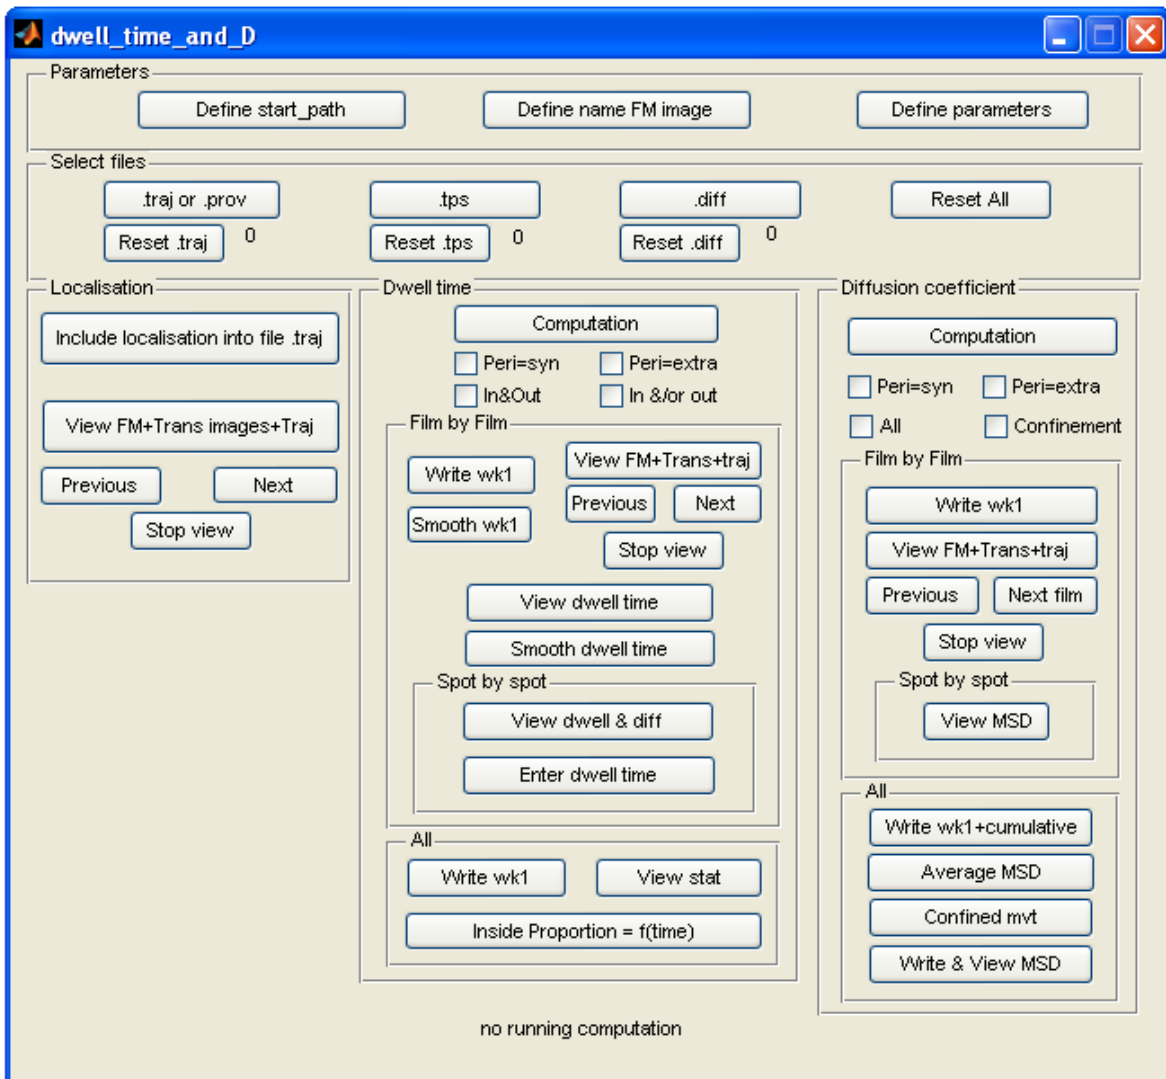 dwell_time_and_D
Parameters
Define start_path
Define name FM image
Define parameters
Select files
.traj or .prov
.tps
.diff
Reset All
Reset .traj
0
Reset .tps
0
Reset .diff
0
Localisation
Include localisation into file .traj
View FM+Trans images+Traj
Previous
Next
Stop view
Dwell time
Computation
Peri=syn
Peri=extra
In&Out
In &/or out
Film by Film
Write wk1
View FM+Trans+traj
Smooth wk1
Previous
Next
Stop view
View dwell time
Smooth dwell time
Spot by spot
View dwell & diff
Enter dwell time
All
Write wk1
View stat
Inside Proportion = f(time)
Diffusion coefficient
Computation
Peri=syn
Peri=extra
All
Confinement
Film by Film
Write wk1
View FM+Trans+traj
Previous
Next film
Stop view
Spot by spot
View MSD
All
Write wk1+cumulative
Average MSD
Confined mvt
Write & View MSD
no running computation